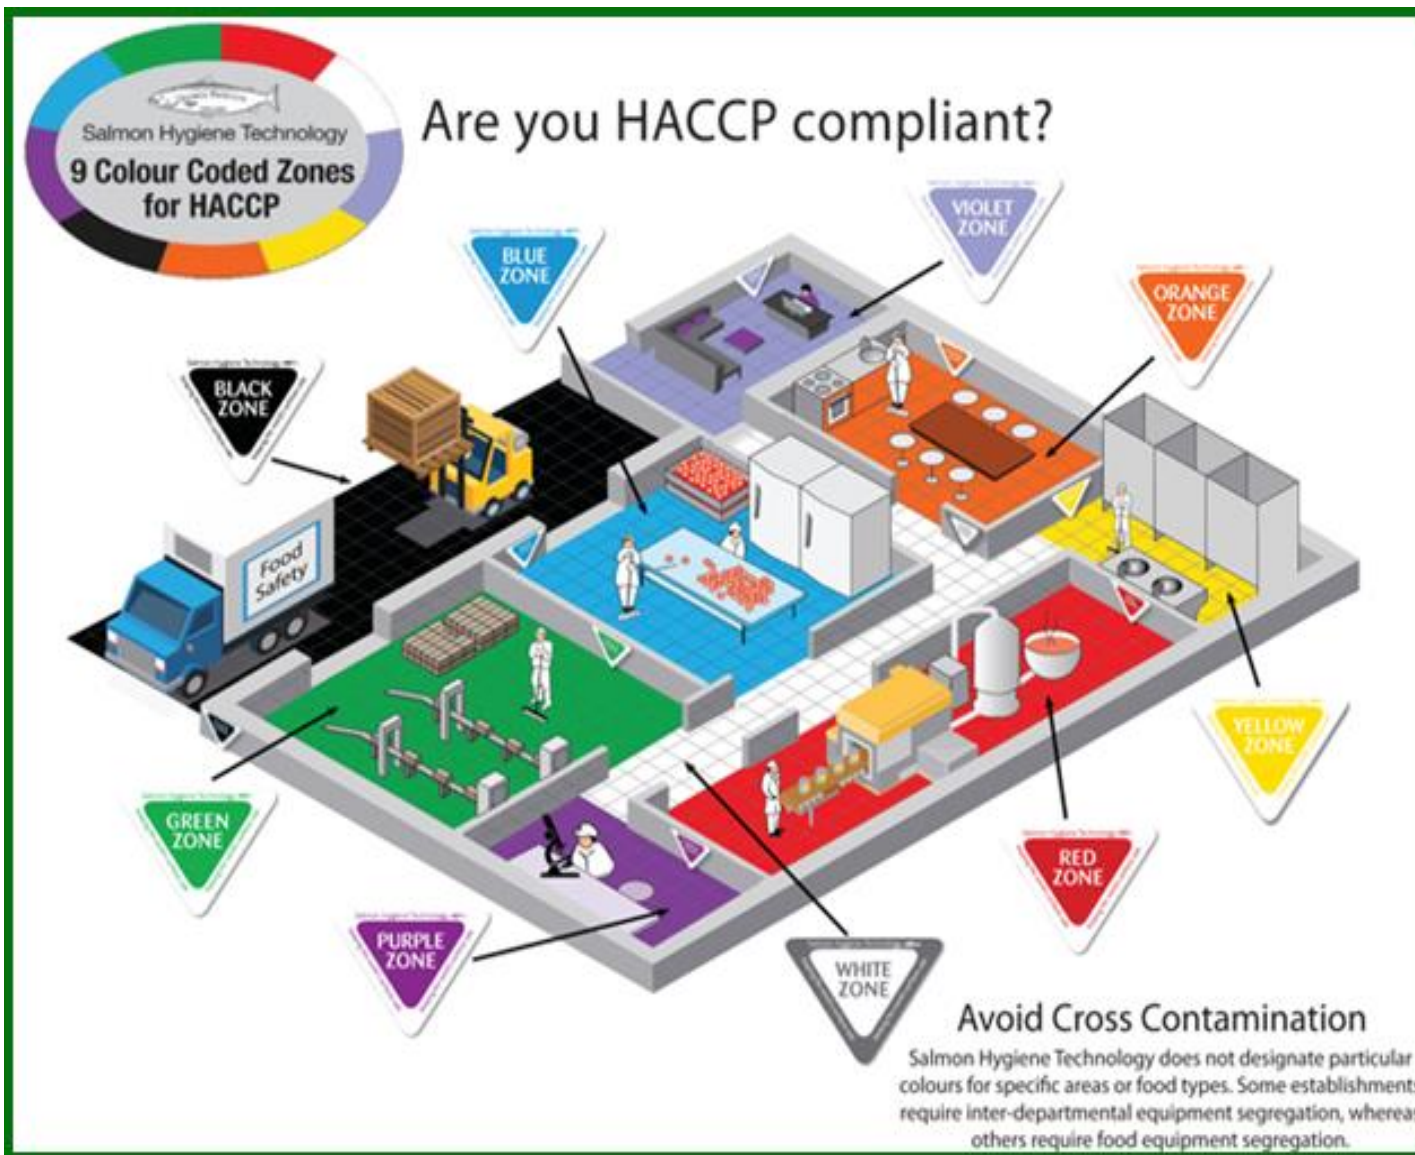 Salmon Hygiene Technology
9 Colour Coded Zones
for HACCP
Are you HACCP compliant?
VIOLET
ZONE
BLUE
ZONE
ORANGE
ZONE
BLACK
ZONE
Food
Safety
YELLOW
ZONE
GREEN
ZONE
RED
ZONE
PURPLE
ZONE
WHITE
ZONE
Avoid Cross Contamination
Salmon Hygiene Technology does not designate particular
colours for specific areas or food types. Some establishments
require inter-departmental equipment segregation, whereas
others require food equipment segregation.